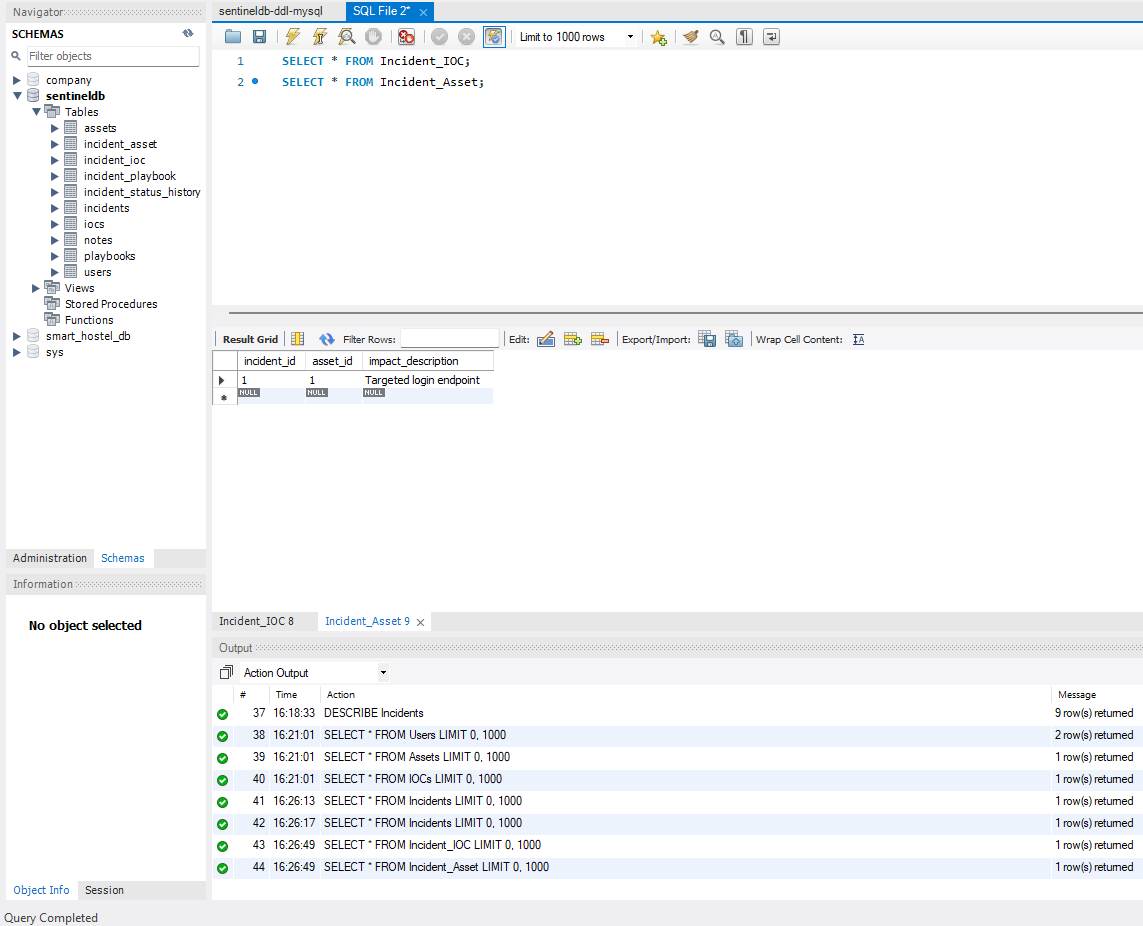 Navigator
SCHEMAS
Filter objects
company
sentineldb
Tables
assets
incident_asset
incident_ioc
incident_playbook
incident_status_history
incidents
iocs
notes
playbooks
users
Views
Stored Procedures
Functions
smart_hostel_db
sys
Administration Schemas
Information
No object selected
Object Info Session
Query Completed
sentineldb-ddl-mysql SQL File 2*
Limit to 1000 rows
1 SELECT * FROM Incident_IOC;
2 SELECT * FROM Incident_Asset;
Result Grid Filter Rows: Edit: Export/Import: Wrap Cell Content: IA
incident_id asset_id impact_description
1 1 Targeted login endpoint
NULL NULL NULL
Incident_IOC 8 Incident_Asset 9
Output
Action Output
# Time Action Message
37 16:18:33 DESCRIBE Incidents 9 row(s) returned
38 16:21:01 SELECT * FROM Users LIMIT 0, 1000 2 row(s) returned
39 16:21:01 SELECT * FROM Assets LIMIT 0, 1000 1 row(s) returned
40 16:21:01 SELECT * FROM IOCs LIMIT 0, 1000 1 row(s) returned
41 16:26:13 SELECT * FROM Incidents LIMIT 0, 1000 1 row(s) returned
42 16:26:17 SELECT * FROM Incidents LIMIT 0, 1000 1 row(s) returned
43 16:26:49 SELECT * FROM Incident_IOC LIMIT 0, 1000 1 row(s) returned
44 16:26:49 SELECT * FROM Incident_Asset LIMIT 0, 1000 1 row(s) returned